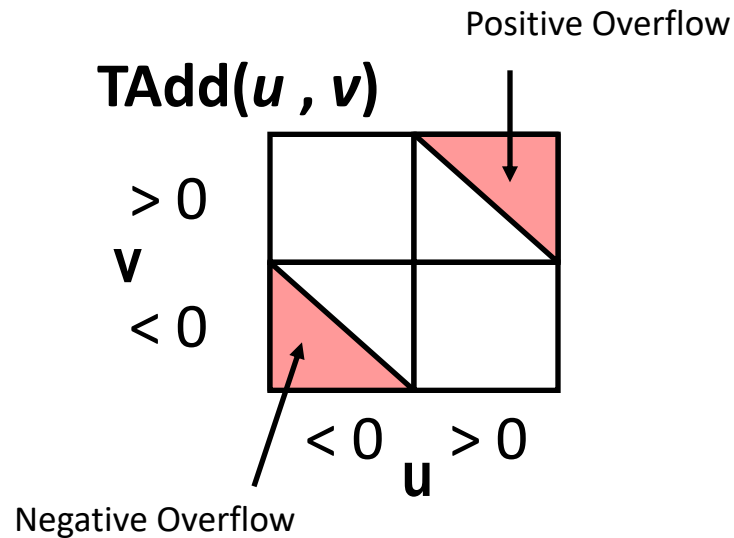 Positive Overflow
TAdd(u , v)
> 0
v
< 0
< 0 > 0
u
Negative Overflow